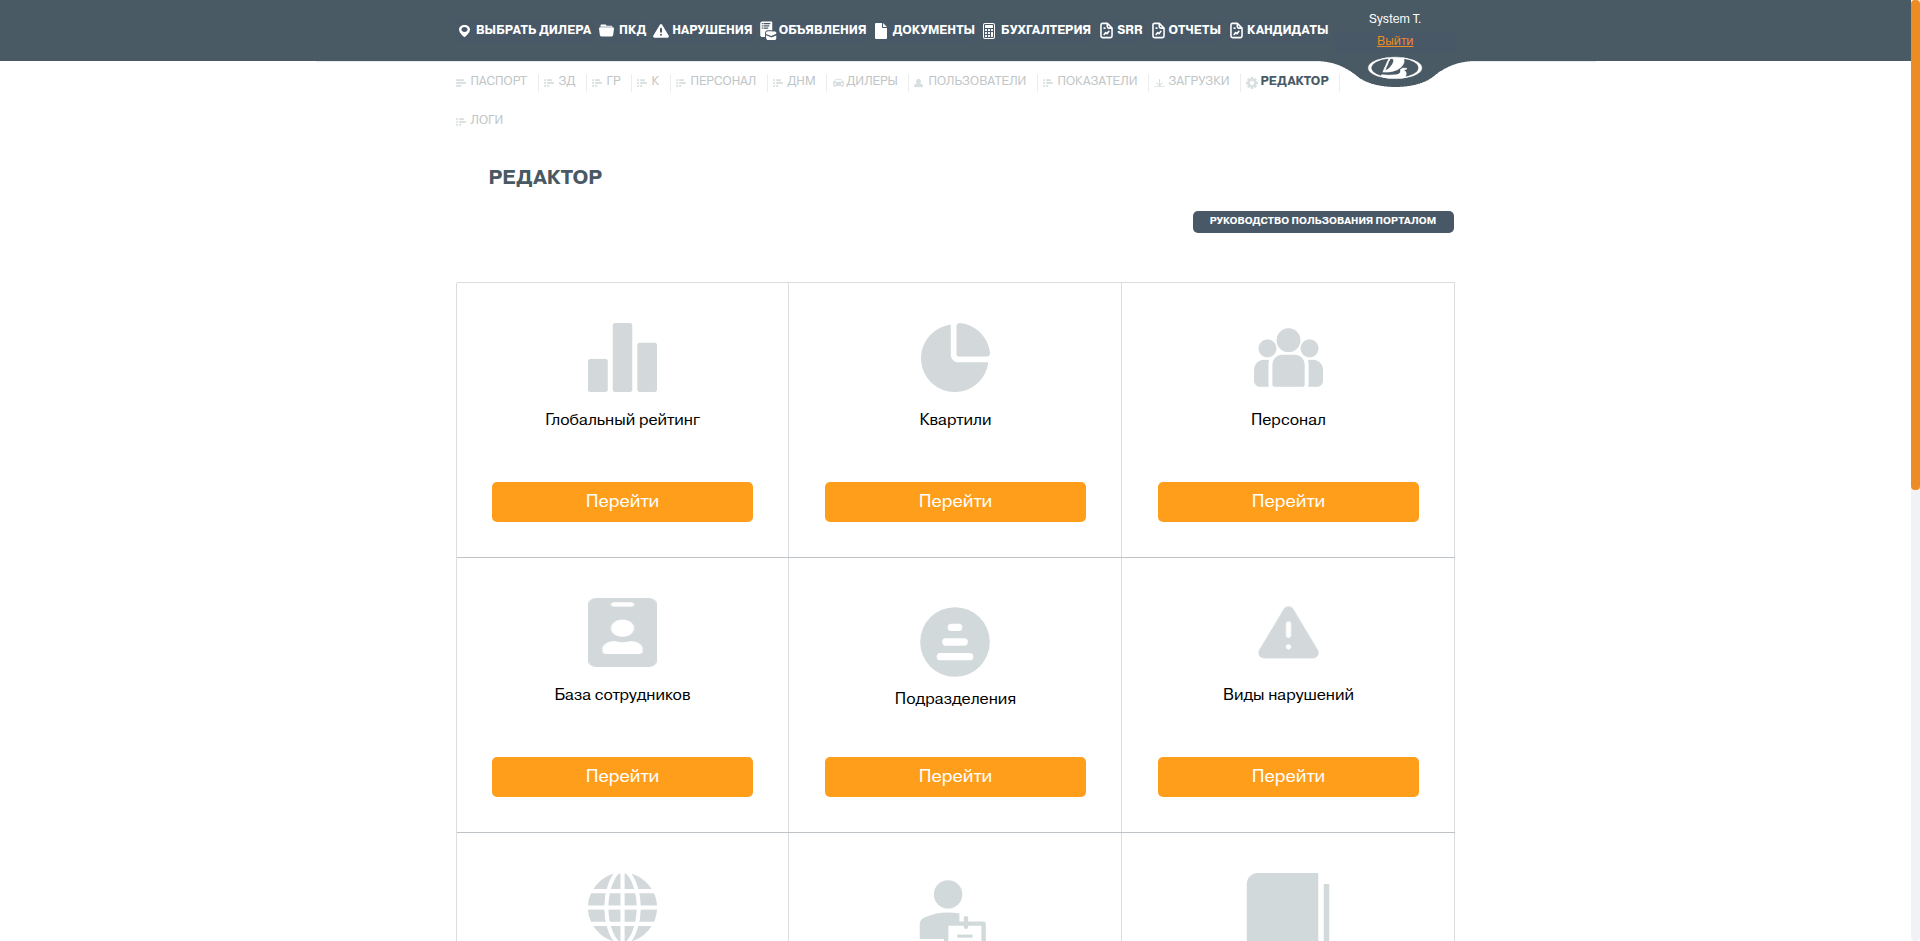 ВЫБРАТЬ ДИЛЕРА ПКД НАРУШЕНИЯ ОБЪЯВЛЕНИЯ ДОКУМЕНТЫ БУХГАЛТЕРИЯ SRR ОТЧЕТЫ КАНДИДАТЫ
System T.
Выйти
ПАСПОРТ ЗД ГР К ПЕРСОНАЛ ДНМ ДИЛЕРЫ ПОЛЬЗОВАТЕЛИ ПОКАЗАТЕЛИ ЗАГРУЗКИ РЕДАКТОР
ЛОГИ
РЕДАКТОР
РУКОВОДСТВО ПОЛЬЗОВАНИЯ ПОРТАЛОМ
Глобальный рейтинг Квартили Персонал
Перейти Перейти Перейти
База сотрудников Подразделения Виды нарушений
Перейти Перейти Перейти